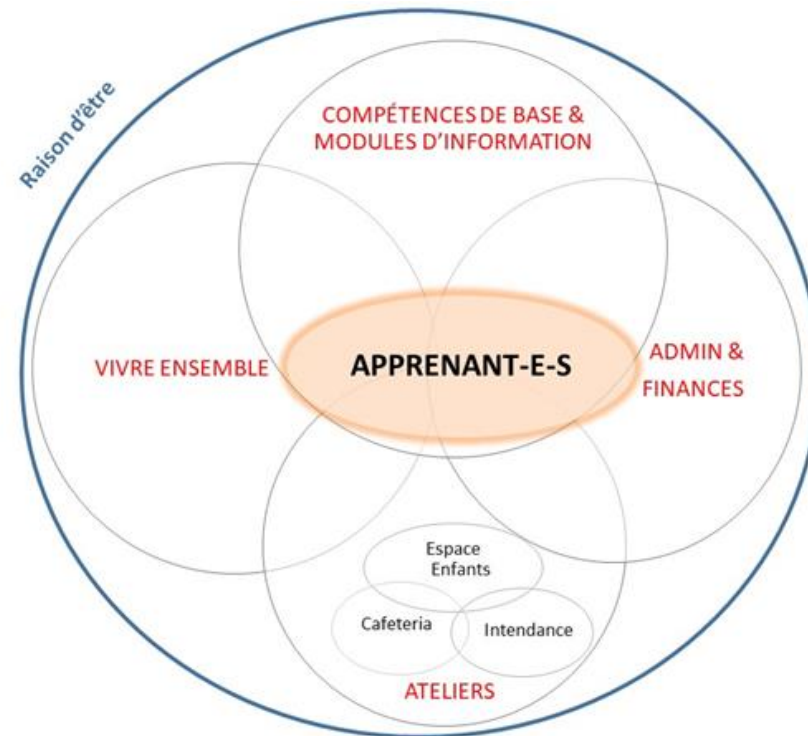 Raison d'être
COMPÉTENCES DE BASE &
MODULES D'INFORMATION
VIVRE ENSEMBLE
APPRENANT-E-S
ADMIN &
FINANCES
Espace
Enfants
Cafeteria
Intendance
ATELIERS